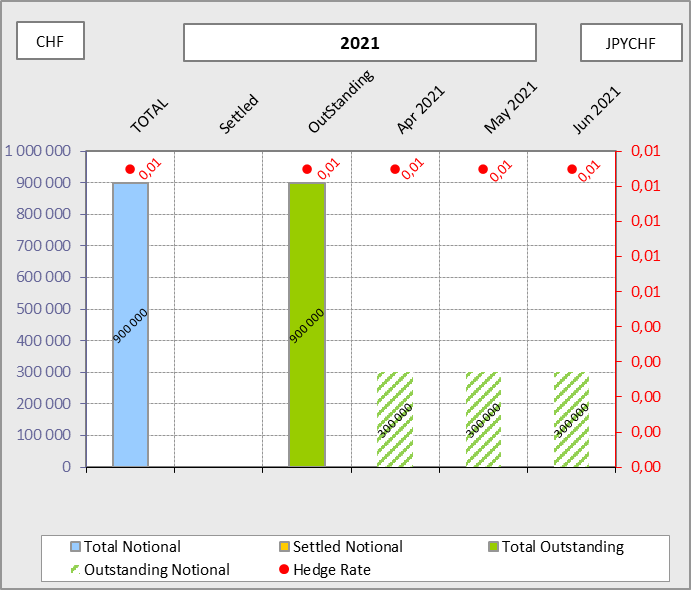 CHF
2021
JPYCHF
TOTAL
Settled
OutStanding
Apr 2021
May 2021
Jun 2021
1 000 000
900 000
800 000
700 000
600 000
500 000
400 000
300 000
200 000
100 000
0
0,01
0,01
0,01
0,01
0,01
900 000
900 000
300 000
300 000
300 000
0,01
0,01
0,01
0,01
0,01
0,00
0,00
0,00
0,00
0,00
Total Notional
Settled Notional
Total Outstanding
Outstanding Notional
Hedge Rate